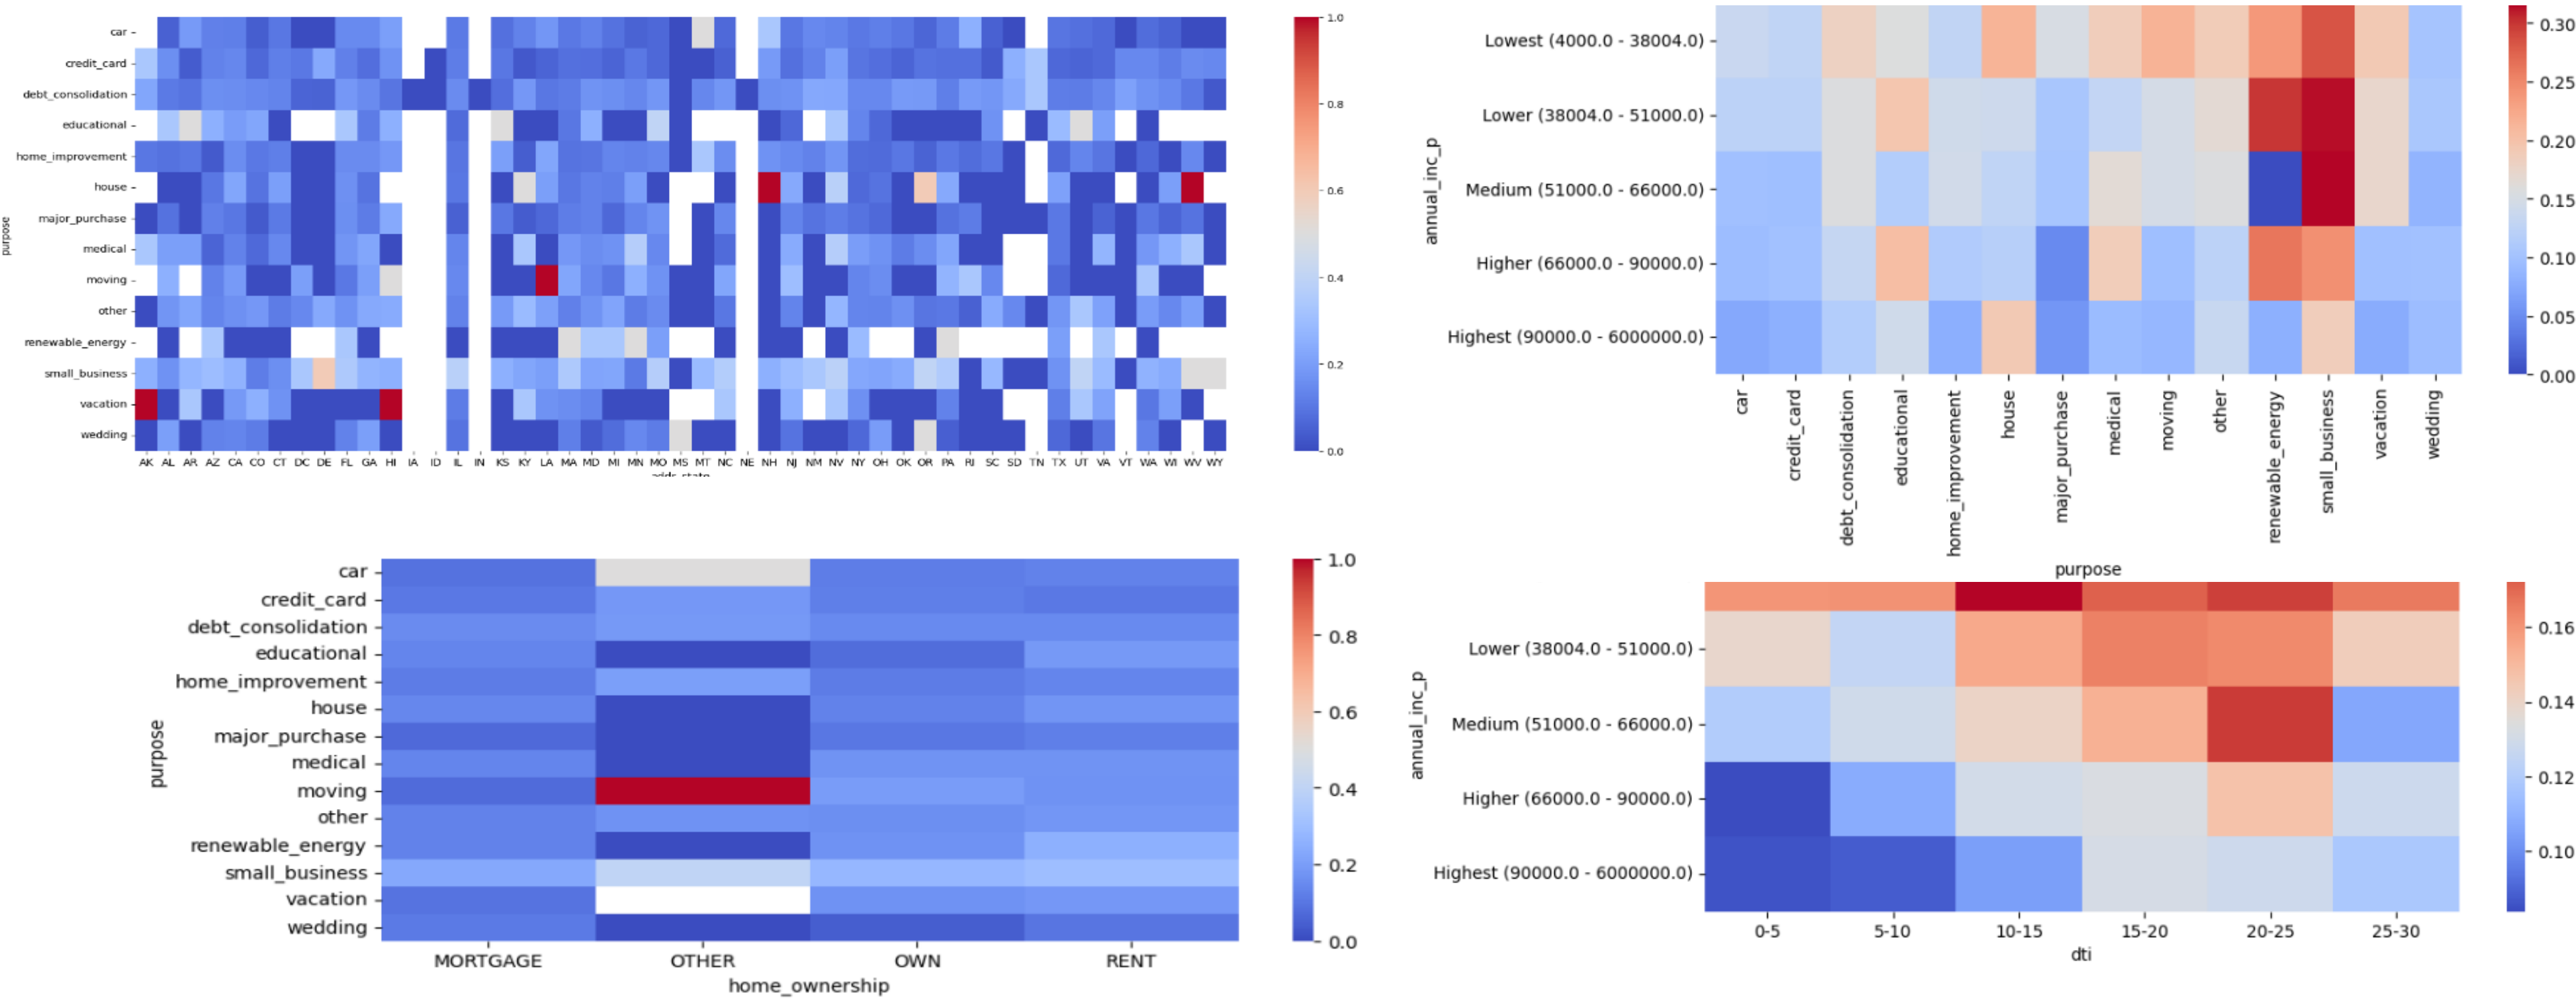 car
credit_card
debt_consolidation
educational
home_improvement
house
major_purchase
medical
moving
other
renewable_energy
small_business
vacation
wedding
purpose
AK AL AR AZ CA CO CT DC DE FL GA HI IA ID IL IN KS KY LA MA MD MI MN MO MS MT NC NE NH NJ NM NV NY OH OK OR PA RI SC SD TN TX UT VA VT WA WI WV WY
addr_state
1.0
0.8
0.6
0.4
0.2
0.0
Lowest (4000.0 - 38004.0)
Lower (38004.0 - 51000.0)
Medium (51000.0 - 66000.0)
Higher (66000.0 - 90000.0)
Highest (90000.0 - 6000000.0)
annual_inc_p
car
credit_card
debt_consolidation
educational
home_improvement
house
major_purchase
medical
moving
other
renewable_energy
small_business
vacation
wedding
purpose
0.30
0.25
0.20
0.15
0.10
0.05
0.00
car
credit_card
debt_consolidation
educational
home_improvement
house
major_purchase
medical
moving
other
renewable_energy
small_business
vacation
wedding
purpose
MORTGAGE OTHER OWN RENT
home_ownership
1.0
0.8
0.6
0.4
0.2
0.0
Lower (38004.0 - 51000.0)
Medium (51000.0 - 66000.0)
Higher (66000.0 - 90000.0)
Highest (90000.0 - 6000000.0)
annual_inc_p
0-5 5-10 10-15 15-20 20-25 25-30
dti
0.16
0.14
0.12
0.10